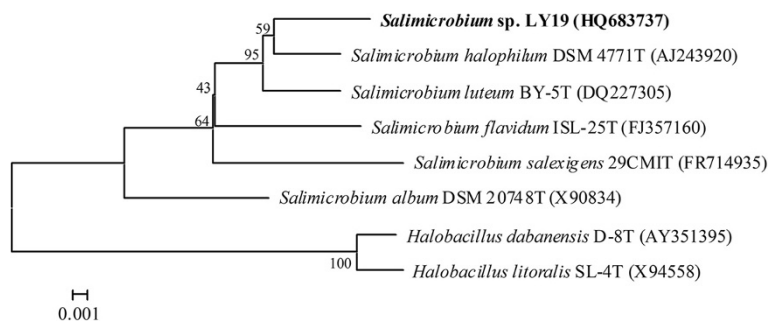 Salimicrobium sp. LY19 (HQ683737)
59
Salimicrobium halophilum DSM 4771T (AJ243920)
95
Salimicrobium luteum BY-5T (DQ227305)
43
Salimicrobium flavidum ISL-25T (FJ357160)
64
Salimicrobium salexigens 29CMIT (FR714935)
Salimicrobium album DSM 20748T (X90834)
Halobacillus dabanensis D-8T (AY351395)
100
Halobacillus litoralis SL-4T (X94558)
0.001